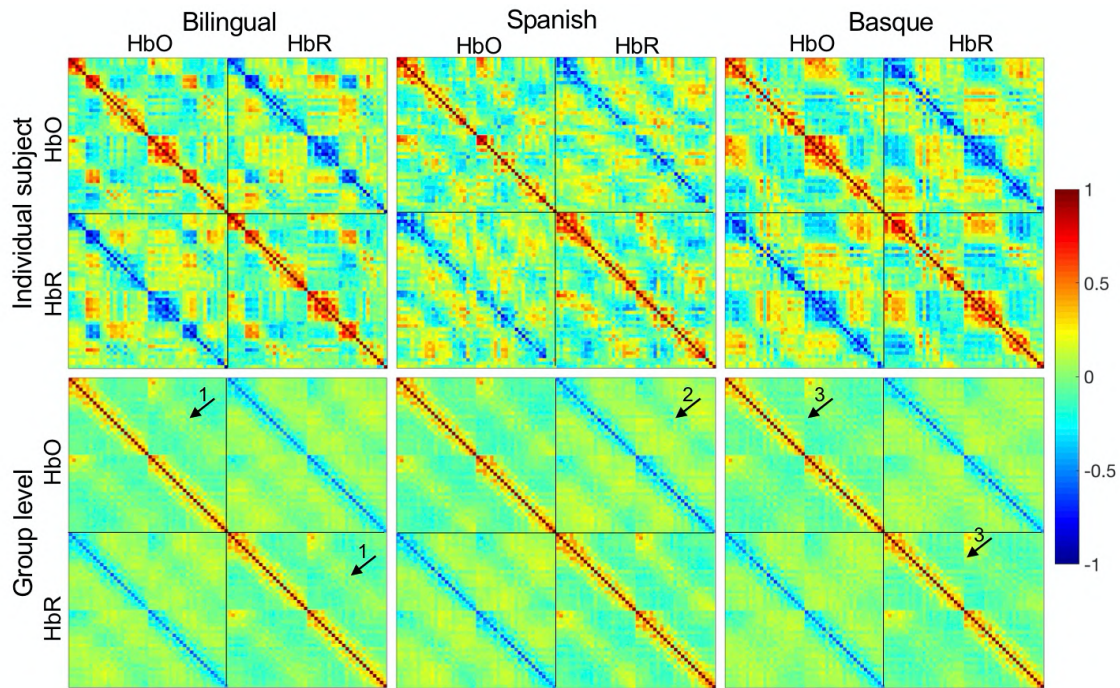 Bilingual Spanish Basque
HbO HbR HbO HbR HbO HbR
Individual subject
HbO
HbR
Group level
HbO
HbR
1
2
3
1
3
1
0.5
0
-0.5
-1